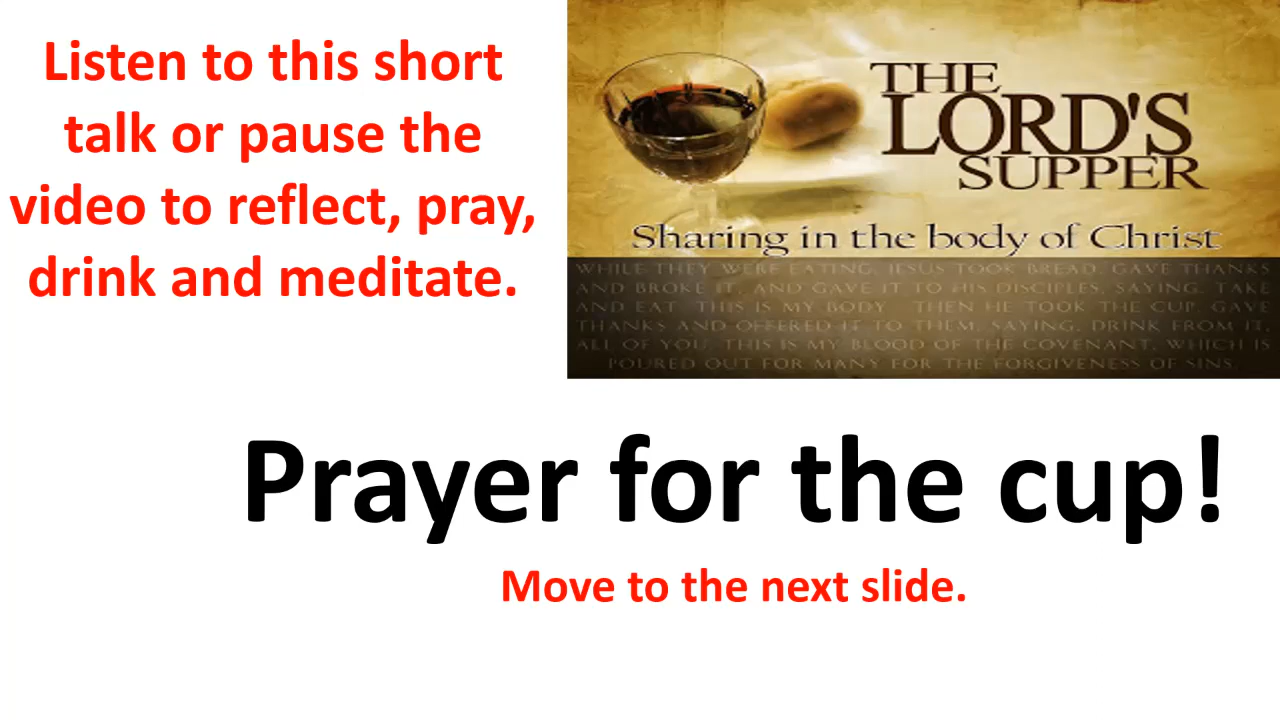 Listen to this short
talk or pause the
video to reflect, pray,
drink and meditate.
THE
LORD'S
SUPPER
Sharing in the body of Christ
WHILE THEY WERE EATING, JESUS TOOK BREAD, GAVE THANKS
AND BROKE IT, AND GAVE IT TO HIS DISCIPLES, SAYING, TAKE
AND EAT THIS IS MY BODY THEN HE TOOK THE CUP, GAVE
THANKS AND OFFERED IT TO THEM, SAYING, DRINK FROM IT,
ALL OF YOU. THIS IS MY BLOOD OF THE COVENANT, WHICH IS
POURED OUT FOR MANY FOR THE FORGIVENESS OF SINS.
Prayer for the cup!
Move to the next slide.